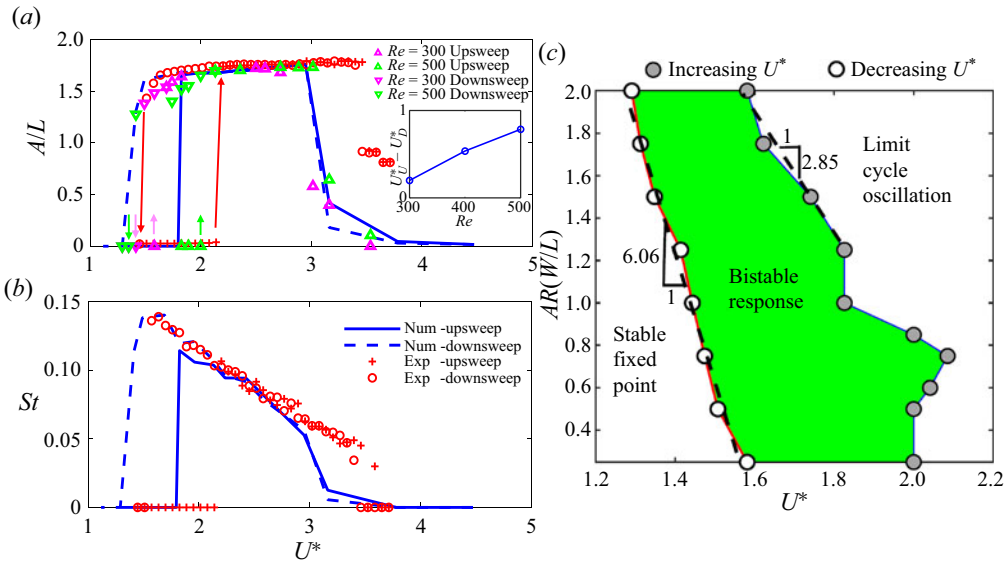 (a)
2.0
1.5
1.0
0.5
0
A/L
1 2 3 4 5
Re = 300 Upsweep
Re = 500 Upsweep
Re = 300 Downsweep
Re = 500 Downsweep
1
0
U*U − U*D
300 400 500
Re
(b)
0.15
0.10
0.05
0
St
1 2 3 4 5
U*
Num -upsweep
Num -downsweep
Exp -upsweep
Exp -downsweep
(c)
Increasing U* Decreasing U*
2.0
1.8
1.6
1.4
1.2
1.0
0.8
0.6
0.4
AR(W/L)
1
2.85
Limit
cycle
oscillation
6.06
1
Bistable
response
Stable
fixed
point
1.2 1.4 1.6 1.8 2.0 2.2
U*